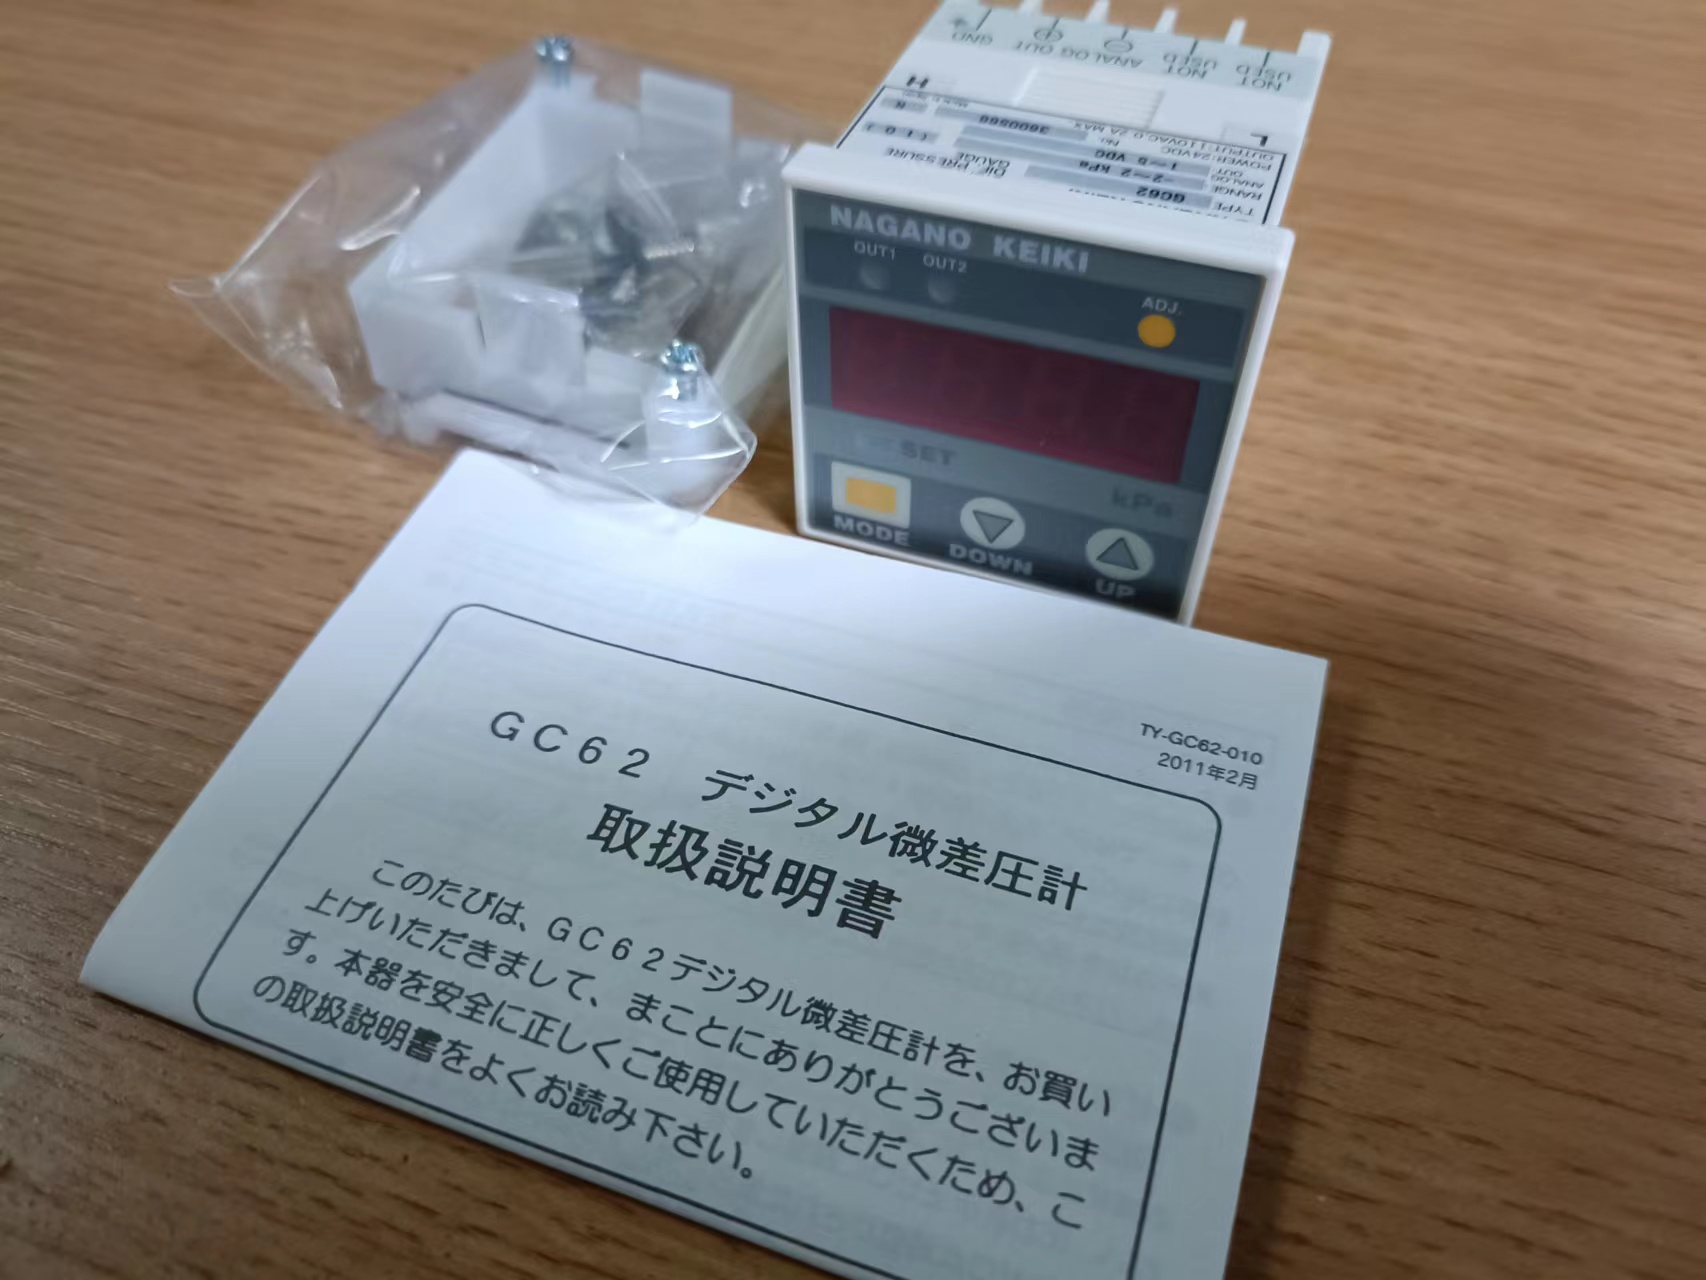 GND
ANALOG OUT
NOT USED
NOT USED
H
L
TYPE GC62
RANGE -2~2 kPa
ANALOG OUT 1~5 VDC
POWER:24VDC
OUTPUT:110VAC,0.2A MAX
DIF. PRESSURE GAUGE
No.
NAGANO KEIKI
OUT1 OUT2
ADJ.
SET
kPa
MODE DOWN UP
TY-GC62-010
2011年2月
GC62 デジタル微差圧計
取扱説明書
このたびは、GC62デジタル微差圧計を、お買い
上げいただきまして、まことにありがとうございま
す。本器を安全に正しくご使用していただくため、こ
の取扱説明書をよくお読み下さい。